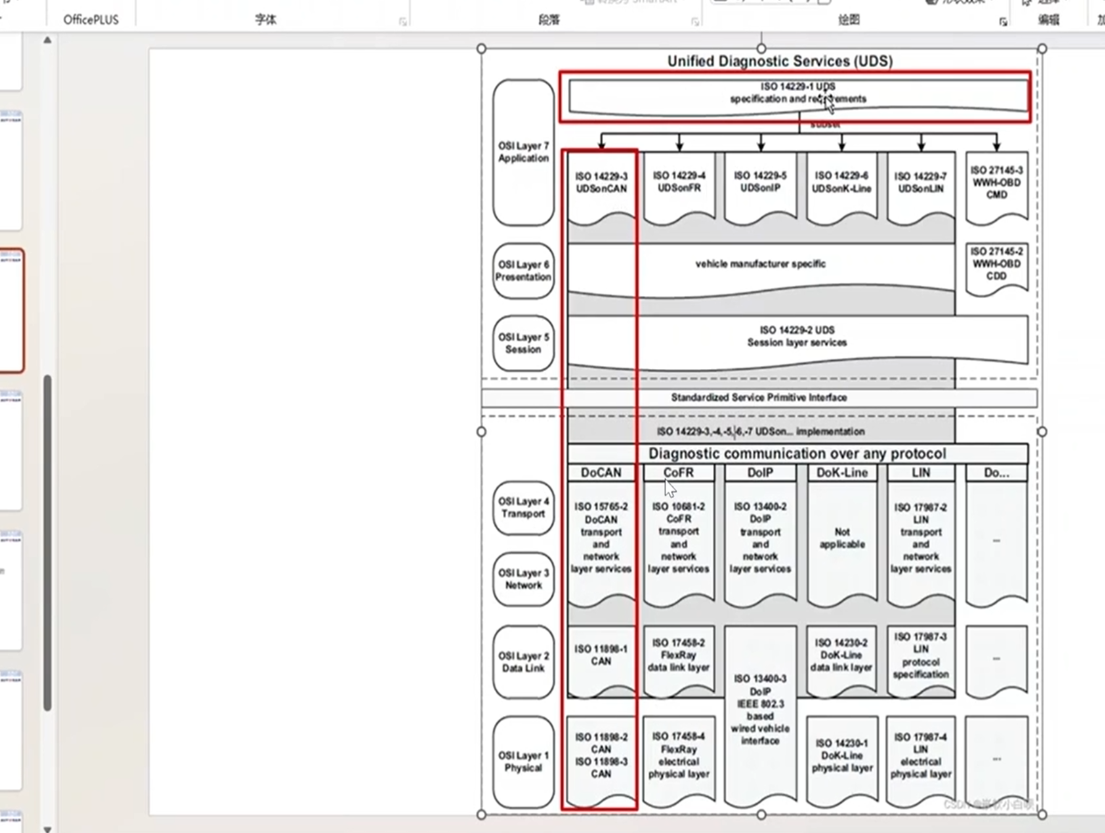 OfficePLUS
字体
段落
绘图
编辑
Unified Diagnostic Services (UDS)
ISO 14229-1 UDS
specification and requirements
subset
OSI Layer 7
Application
ISO 14229-3
UDSonCAN
ISO 14229-4
UDSonFR
ISO 14229-5
UDSonIP
ISO 14229-6
UDSonK-Line
ISO 14229-7
UDSonLIN
ISO 27145-3
WWH-OBD
CMD
OSI Layer 6
Presentation
vehicle manufacturer specific
ISO 27145-2
WWH-OBD
CDD
OSI Layer 5
Session
ISO 14229-2 UDS
Session layer services
Standardized Service Primitive Interface
ISO 14229-3,-4,-5,-6,-7 UDSon... implementation
Diagnostic communication over any protocol
DoCAN
CoFR
DoIP
DoK-Line
LIN
Do...
OSI Layer 4
Transport
OSI Layer 3
Network
ISO 15765-2
DoCAN
transport
and
network
layer services
ISO 10681-2
CoFR
transport
and
network
layer services
ISO 13400-2
DoIP
transport
and
network
layer services
Not
applicable
ISO 17987-2
LIN
transport
and
network
layer services
...
OSI Layer 2
Data Link
ISO 11898-1
CAN
ISO 17458-2
FlexRay
data link layer
ISO 13400-3
DoIP
IEEE 802.3
based
wired vehicle
interface
ISO 14230-2
DoK-Line
data link layer
ISO 17987-3
LIN
protocol
specification
...
OSI Layer 1
Physical
ISO 11898-2
CAN
ISO 11898-3
CAN
ISO 17458-4
FlexRay
electrical
physical layer
ISO 14230-1
DoK-Line
physical layer
ISO 17987-4
LIN
electrical
physical layer
...